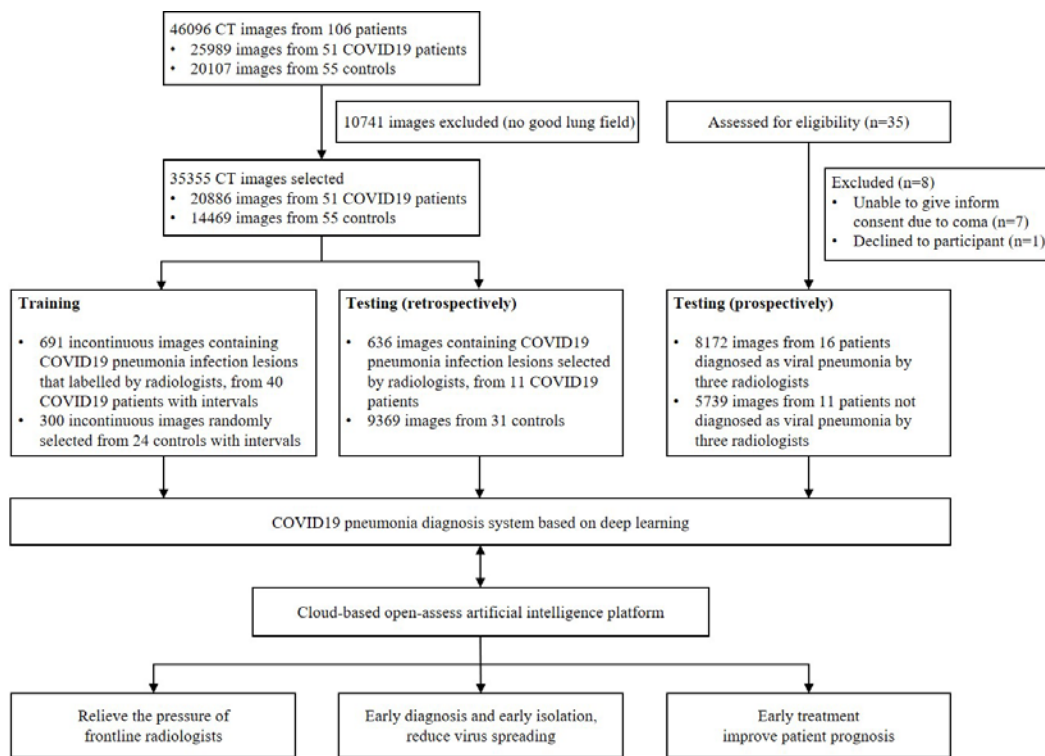 46096 CT images from 106 patients
• 25989 images from 51 COVID19 patients
• 20107 images from 55 controls
10741 images excluded (no good lung field)
Assessed for eligibility (n=35)
35355 CT images selected
• 20886 images from 51 COVID19 patients
• 14469 images from 55 controls
Excluded (n=8)
• Unable to give inform
consent due to coma (n=7)
• Declined to participant (n=1)
Training
• 691 incontinuous images containing
COVID19 pneumonia infection lesions
that labelled by radiologists, from 40
COVID19 patients with intervals
• 300 incontinuous images randomly
selected from 24 controls with intervals
Testing (retrospectively)
• 636 images containing COVID19
pneumonia infection lesions selected
by radiologists, from 11 COVID19
patients
• 9369 images from 31 controls
Testing (prospectively)
• 8172 images from 16 patients
diagnosed as viral pneumonia by
three radiologists
• 5739 images from 11 patients not
diagnosed as viral pneumonia by
three radiologists
COVID19 pneumonia diagnosis system based on deep learning
Cloud-based open-assess artificial intelligence platform
Relieve the pressure of
frontline radiologists
Early diagnosis and early isolation,
reduce virus spreading
Early treatment
improve patient prognosis